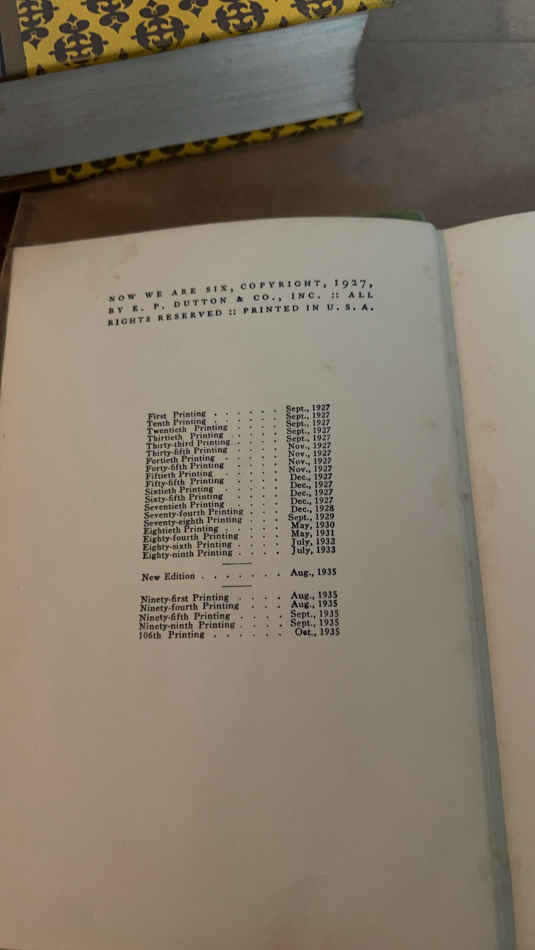 NOW WE ARE SIX, COPYRIGHT, 1927,
BY E. P. DUTTON & CO., INC. :: ALL
RIGHTS RESERVED :: PRINTED IN U. S. A.
First Printing . . . . . . Sept., 1927
Tenth Printing . . . . . . Sept., 1927
Twentieth Printing . . . . Sept., 1927
Thirtieth Printing . . . . Sept., 1927
Thirty-third Printing . . . . Sept., 1927
Thirty-fifth Printing . . . . Nov., 1927
Fortieth Printing . . . . . Nov., 1927
Forty-fifth Printing . . . . Nov., 1927
Fiftieth Printing . . . . . Nov., 1927
Fifty-fifth Printing . . . . Dec., 1927
Sixtieth Printing . . . . . Dec., 1927
Sixty-fifth Printing . . . . Dec., 1927
Seventieth Printing . . . . Dec., 1927
Seventy-fourth Printing . . . Dec., 1928
Seventy-eighth Printing . . . Sept., 1929
Eightieth Printing . . . . . May, 1930
Eighty-fourth Printing . . . May, 1931
Eighty-sixth Printing . . . . July, 1932
Eighty-ninth Printing . . . . July, 1933
New Edition . . . . . . . Aug., 1935
Ninety-first Printing . . . . Aug., 1935
Ninety-fourth Printing . . . Aug., 1935
Ninety-fifth Printing . . . . Sept., 1935
Ninety-ninth Printing . . . . Sept., 1935
106th Printing . . . . . . Oct., 1935